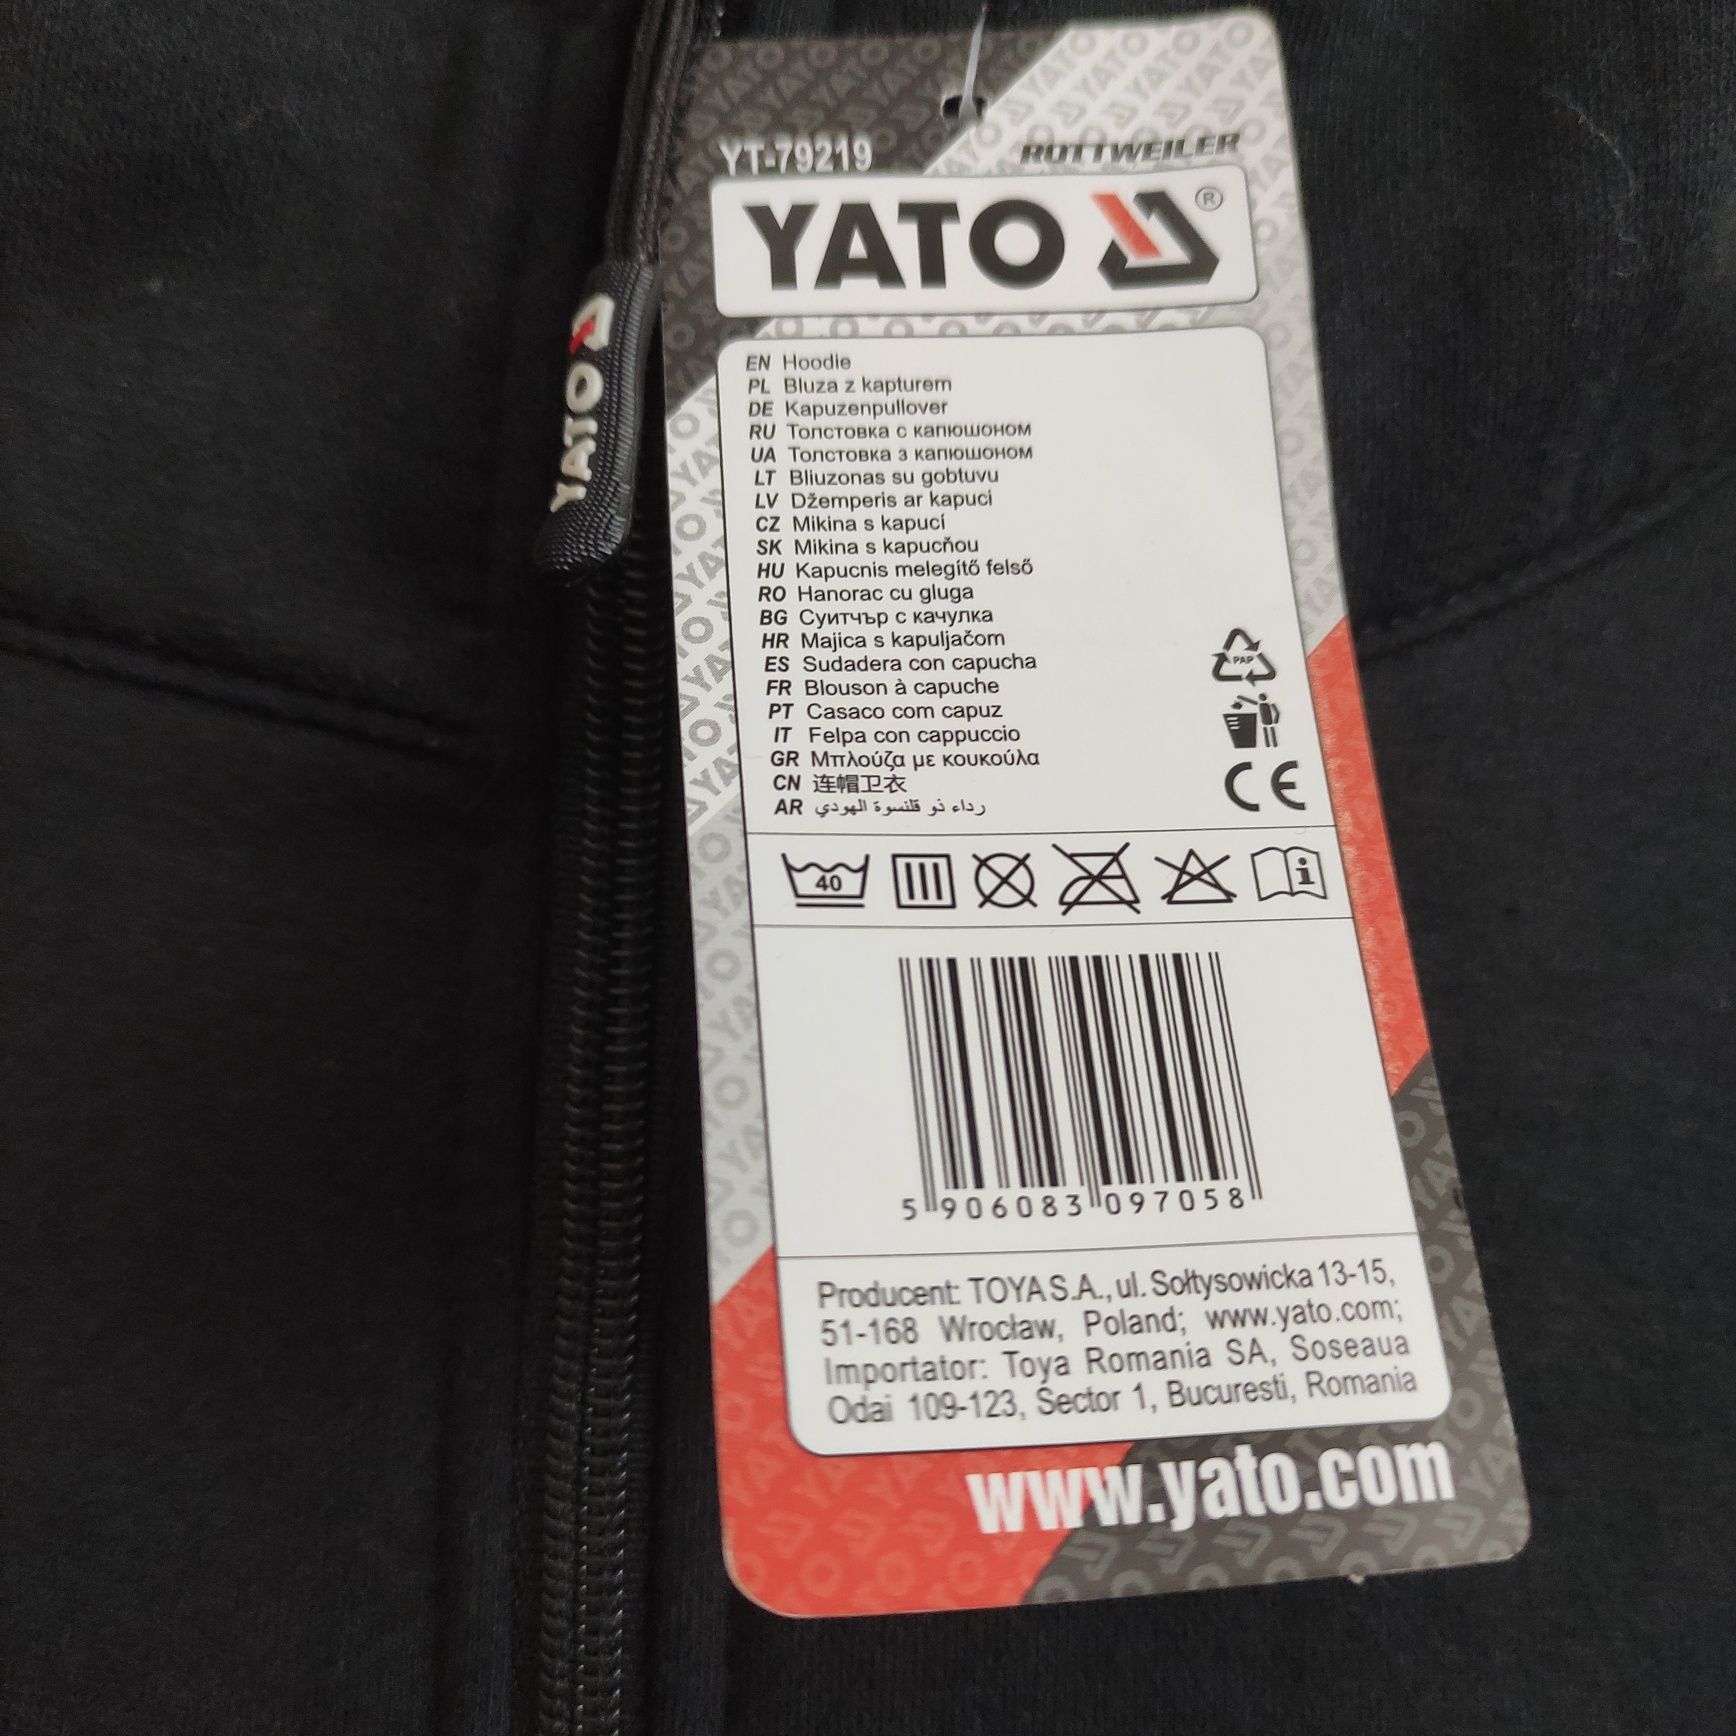 YT-79219
ROTTWEILER
YATO ®
YATO
EN Hoodie
PL Bluza z kapturem
DE Kapuzenpullover
RU Толстовка с капюшоном
UA Толстовка з капюшоном
LT Bliuzonas su gobtuvu
LV Džemperis ar kapuci
CZ Mikina s kapucí
SK Mikina s kapucňou
HU Kapucnis melegítő felső
RO Hanorac cu gluga
BG Суитчър с качулка
HR Majica s kapuljačom
ES Sudadera con capucha
FR Blouson à capuche
PT Casaco com capuz
IT Felpa con cappuccio
GR Μπλούζα με κουκούλα
CN 连帽卫衣
AR رداء ذو قلنسوة الهودي
PAP
CE
40
i
5 906083 097058
Producent: TOYA S.A., ul. Sołtysowicka 13-15,
51-168 Wrocław, Poland; www.yato.com;
Importator: Toya Romania SA, Soseaua
Odai 109-123, Sector 1, Bucuresti, Romania
www.yato.com